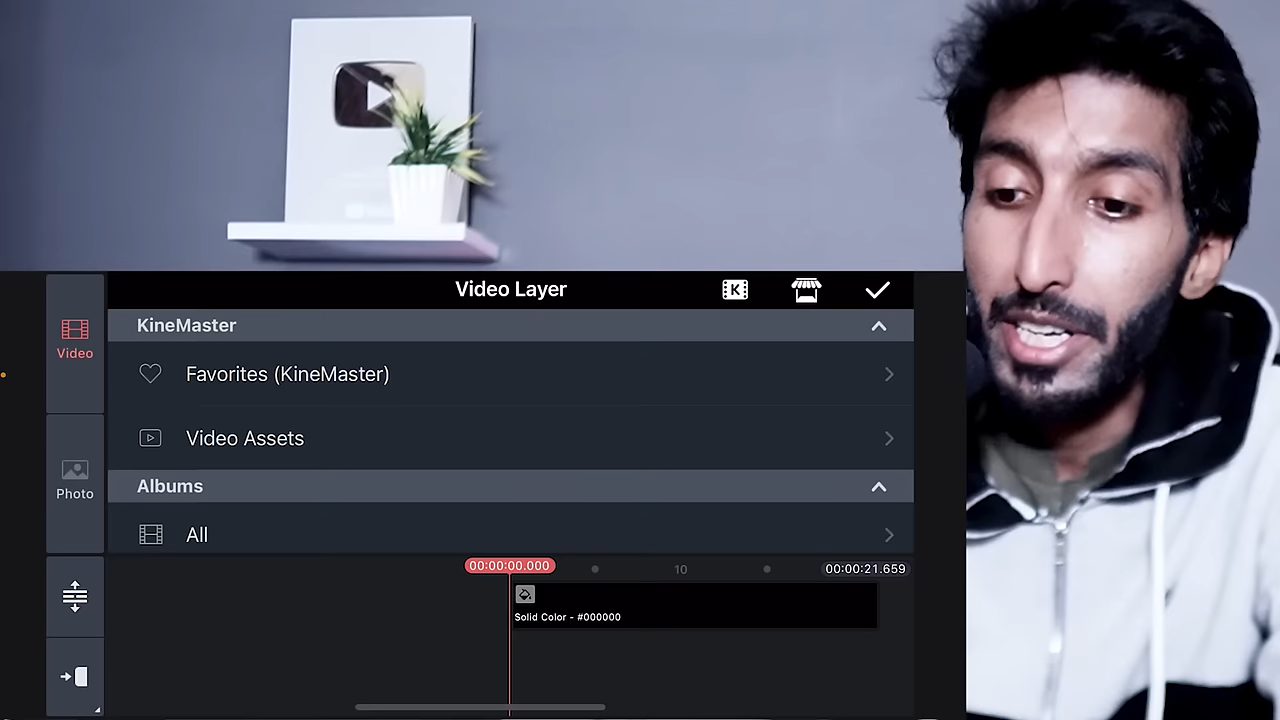 Video Layer
KineMaster
Video
Favorites (KineMaster)
Video Assets
Photo
Albums
All
00:00:00.000
10
00:00:21.659
Solid Color - #000000